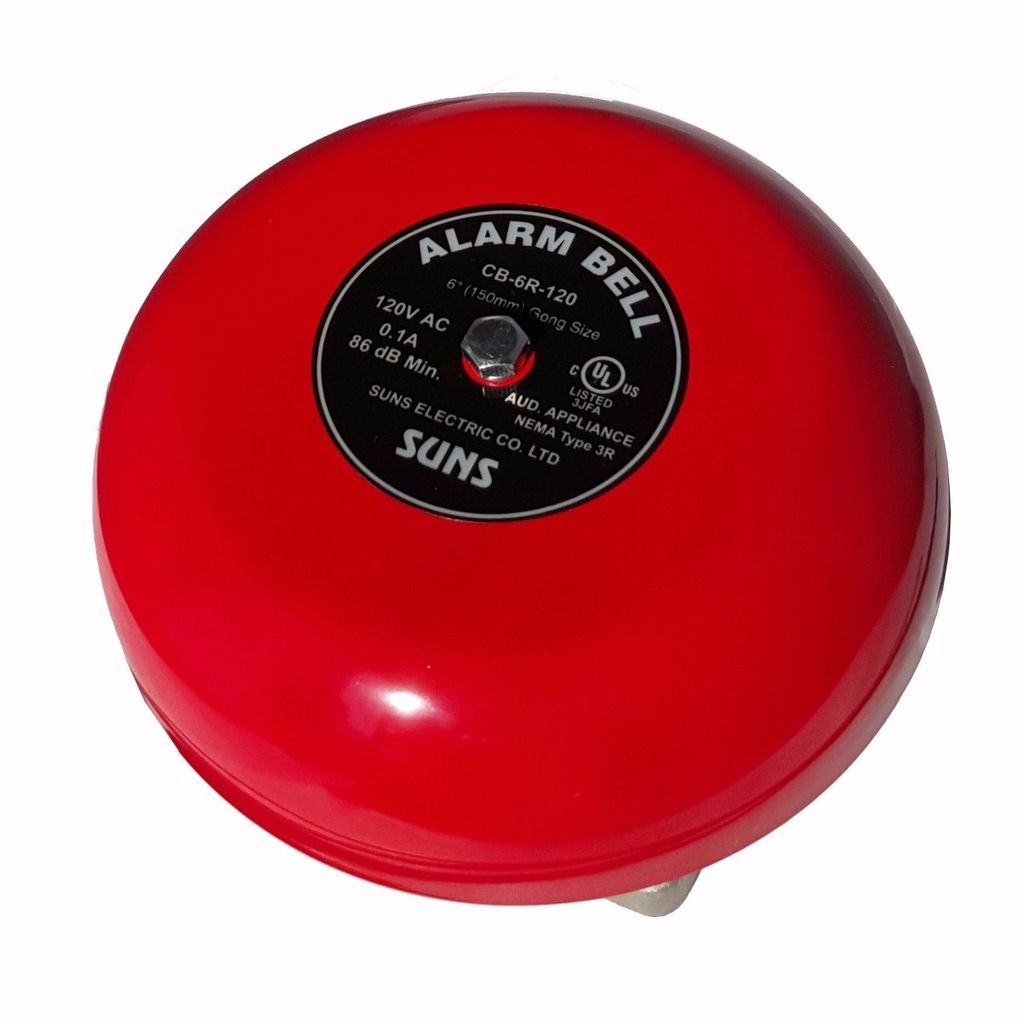 ALARM BELL
CB-6R-120
6" (150mm) Gong Size
120V AC
0.1A
86 dB Min.
C UL US
LISTED
3JFA
AUD. APPLIANCE
NEMA Type 3R
SUNS ELECTRIC CO. LTD
SUNS